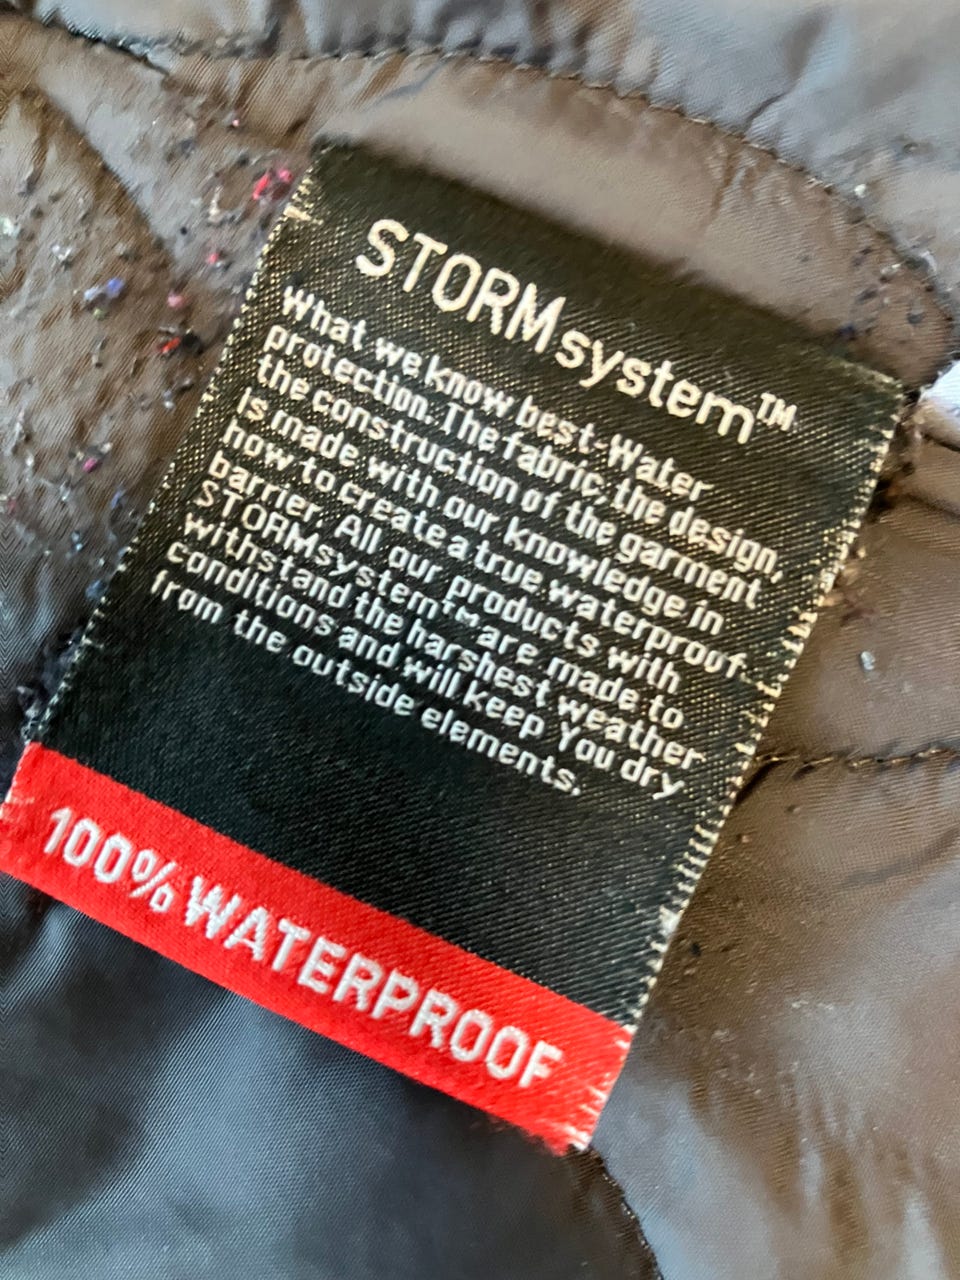 STORMsystem™
What we know best-Water
protection. The fabric, the design,
the construction of the garment
is made with our knowledge in
how to create a true waterproof
barrier. All our products with
STORMsystem™ are made to
withstand the harshest weather
conditions and will keep You dry
from the outside elements.
100% WATERPROOF